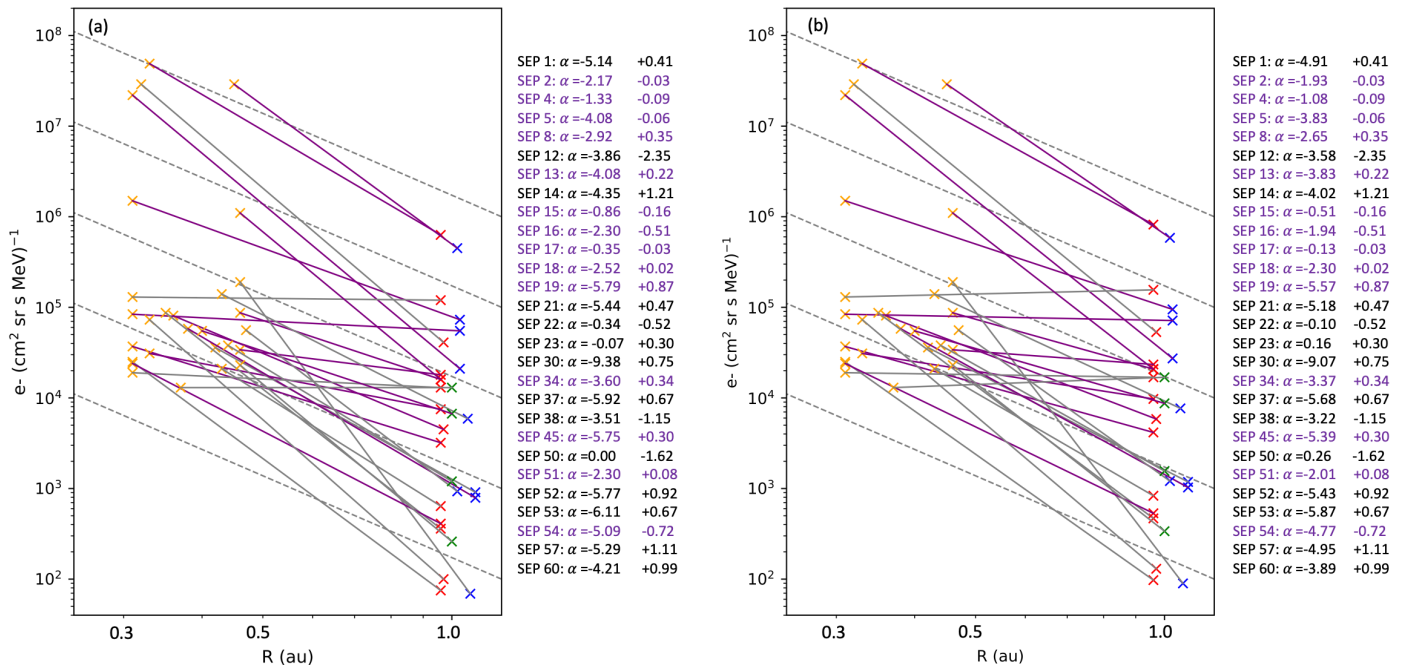 (a)
10^8
10^7
10^6
10^5
10^4
10^3
10^2
e- (cm^2 sr s MeV)^−1
0.3
0.5
1.0
R (au)
SEP 1: α =-5.14 +0.41
SEP 2: α =-2.17 -0.03
SEP 4: α =-1.33 -0.09
SEP 5: α =-4.08 -0.06
SEP 8: α =-2.92 +0.35
SEP 12: α =-3.86 -2.35
SEP 13: α =-4.08 +0.22
SEP 14: α =-4.35 +1.21
SEP 15: α =-0.86 -0.16
SEP 16: α =-2.30 -0.51
SEP 17: α =-0.35 -0.03
SEP 18: α =-2.52 +0.02
SEP 19: α =-5.79 +0.87
SEP 21: α =-5.44 +0.47
SEP 22: α =-0.34 -0.52
SEP 23: α =-0.07 +0.30
SEP 30: α =-9.38 +0.75
SEP 34: α =-3.60 +0.34
SEP 37: α =-5.92 +0.67
SEP 38: α =-3.51 -1.15
SEP 45: α =-5.75 +0.30
SEP 50: α =0.00 -1.62
SEP 51: α =-2.30 +0.08
SEP 52: α =-5.77 +0.92
SEP 53: α =-6.11 +0.67
SEP 54: α =-5.09 -0.72
SEP 57: α =-5.29 +1.11
SEP 60: α =-4.21 +0.99
(b)
10^8
10^7
10^6
10^5
10^4
10^3
10^2
e- (cm^2 sr s MeV)^−1
0.3
0.5
1.0
R (au)
SEP 1: α =-4.91 +0.41
SEP 2: α =-1.93 -0.03
SEP 4: α =-1.08 -0.09
SEP 5: α =-3.83 -0.06
SEP 8: α =-2.65 +0.35
SEP 12: α =-3.58 -2.35
SEP 13: α =-3.83 +0.22
SEP 14: α =-4.02 +1.21
SEP 15: α =-0.51 -0.16
SEP 16: α =-1.94 -0.51
SEP 17: α =-0.13 -0.03
SEP 18: α =-2.30 +0.02
SEP 19: α =-5.57 +0.87
SEP 21: α =-5.18 +0.47
SEP 22: α =-0.10 -0.52
SEP 23: α =0.16 +0.30
SEP 30: α =-9.07 +0.75
SEP 34: α =-3.37 +0.34
SEP 37: α =-5.68 +0.67
SEP 38: α =-3.22 -1.15
SEP 45: α =-5.39 +0.30
SEP 50: α =0.26 -1.62
SEP 51: α =-2.01 +0.08
SEP 52: α =-5.43 +0.92
SEP 53: α =-5.87 +0.67
SEP 54: α =-4.77 -0.72
SEP 57: α =-4.95 +1.11
SEP 60: α =-3.89 +0.99